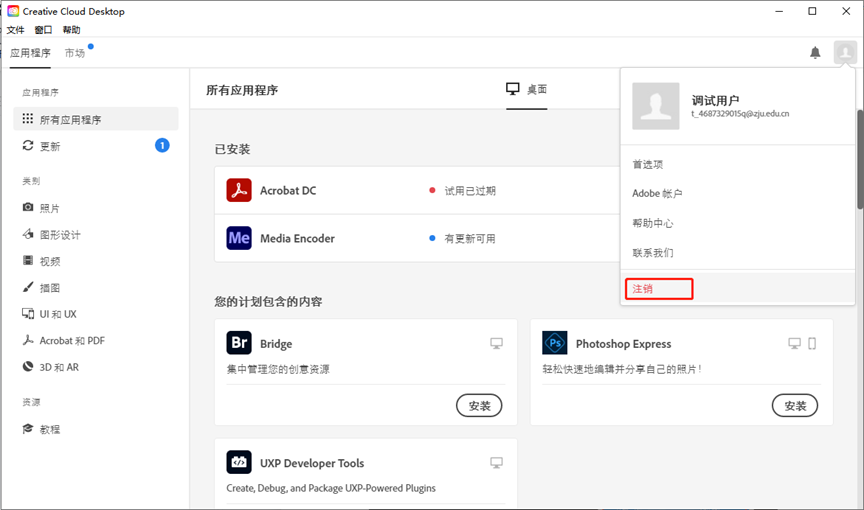 Creative Cloud Desktop
文件 窗口 帮助
应用程序 市场
应用程序
所有应用程序
更新 1
类别
照片
图形设计
视频
插图
UI 和 UX
Acrobat 和 PDF
3D 和 AR
资源
教程
所有应用程序
桌面
已安装
Acrobat DC 试用已过期
Me Media Encoder 有更新可用
您的计划包含的内容
Br Bridge
集中管理您的创意资源
安装
Ps Photoshop Express
轻松快速地编辑并分享自己的照片!
安装
UXP Developer Tools
Create, Debug, and Package UXP-Powered Plugins
调试用户
t_4687329015q@zju.edu.cn
首选项
Adobe 帐户
帮助中心
联系我们
注销